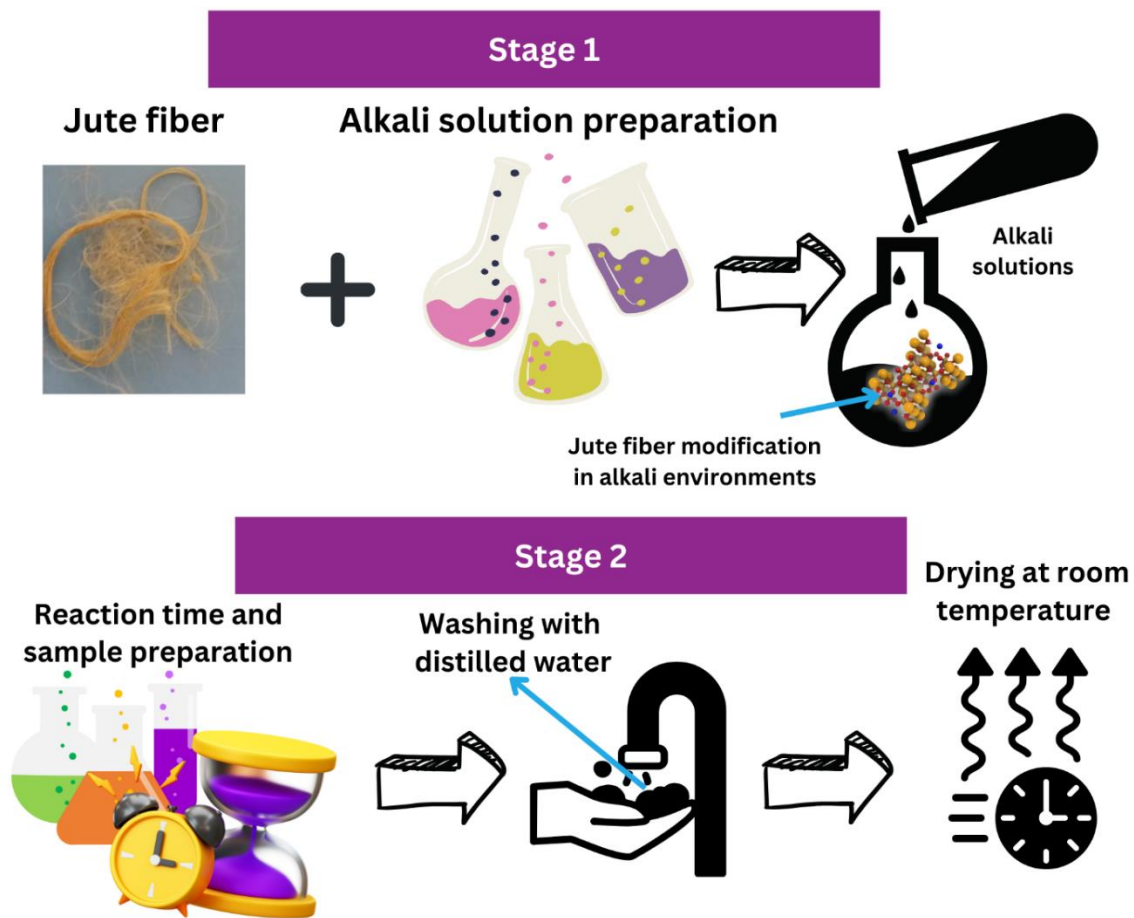 Stage 1
Jute fiber
Alkali solution preparation
Alkali
solutions
Jute fiber modification
in alkali environments
Stage 2
Reaction time and
sample preparation
Washing with
distilled water
Drying at room
temperature